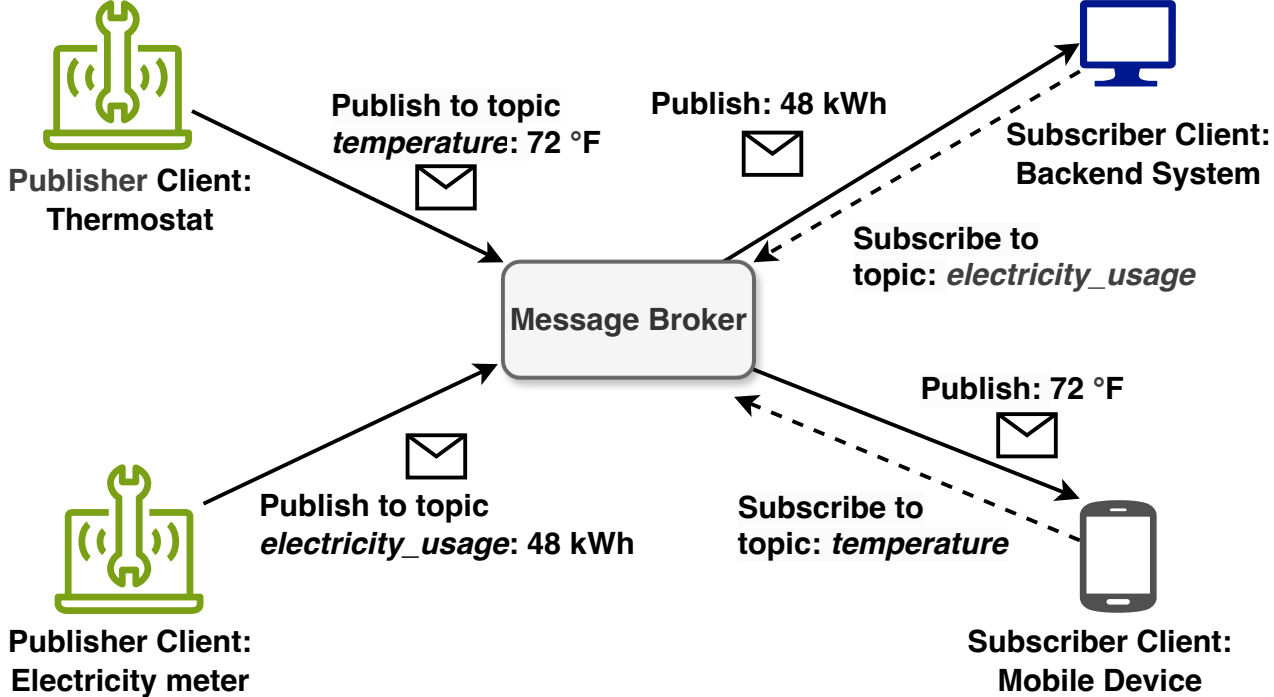 Publish to topic
temperature: 72 °F
Publish: 48 kWh
Subscriber Client:
Backend System
Publisher Client:
Thermostat
Subscribe to
topic: electricity_usage
Message Broker
Publish: 72 °F
Publish to topic
electricity_usage: 48 kWh
Subscribe to
topic: temperature
Publisher Client:
Electricity meter
Subscriber Client:
Mobile Device